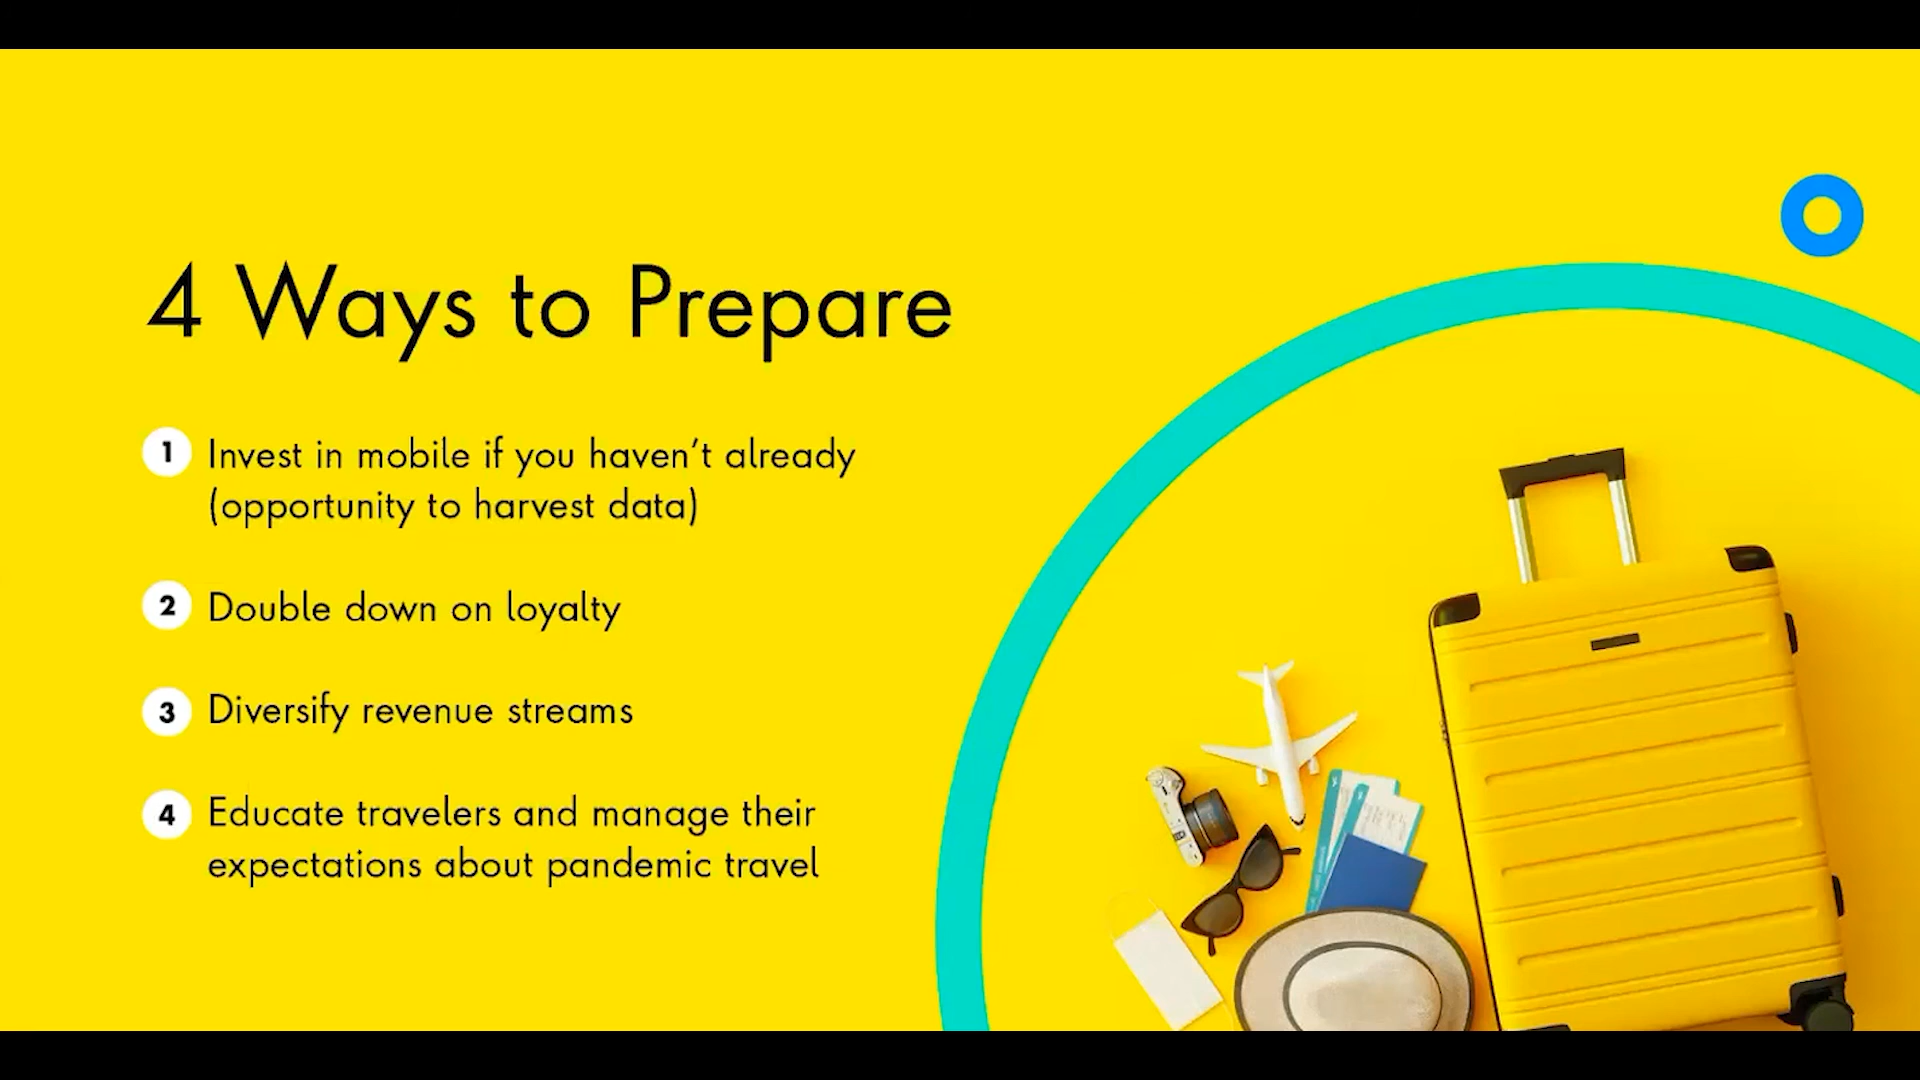 4 Ways to Prepare
1 Invest in mobile if you haven't already
(opportunity to harvest data)
2 Double down on loyalty
3 Diversify revenue streams
4 Educate travelers and manage their
expectations about pandemic travel